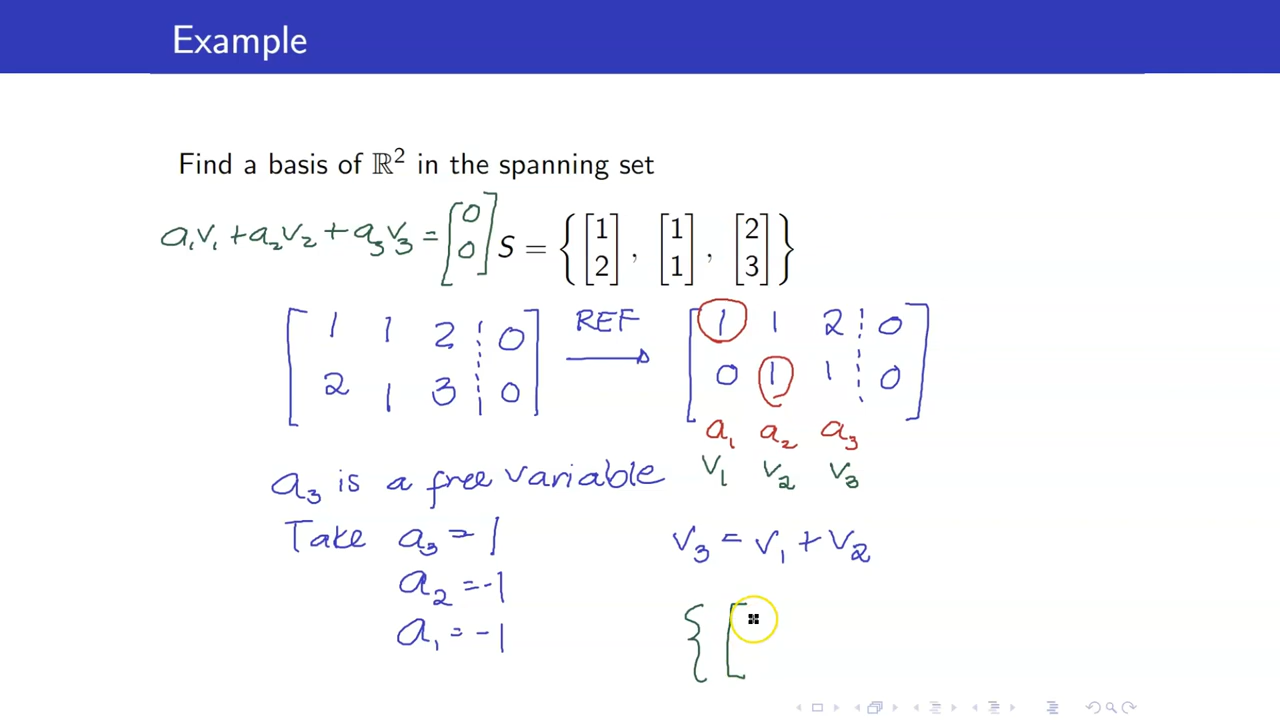 Example
Find a basis of ℝ² in the spanning set
a₁v₁ + a₂v₂ + a₃v₃ = [0 0] S = { [1 2], [1 1], [2 3] }
[1 1 2 ¦ 0 REF [1 1 2 ¦ 0
2 1 3 ¦ 0] → 0 1 1 ¦ 0]
a₁ a₂ a₃
v₁ v₂ v₃
a₃ is a free variable
Take a₃ = 1 v₃ = v₁ + v₂
a₂ = -1
a₁ = -1 { [